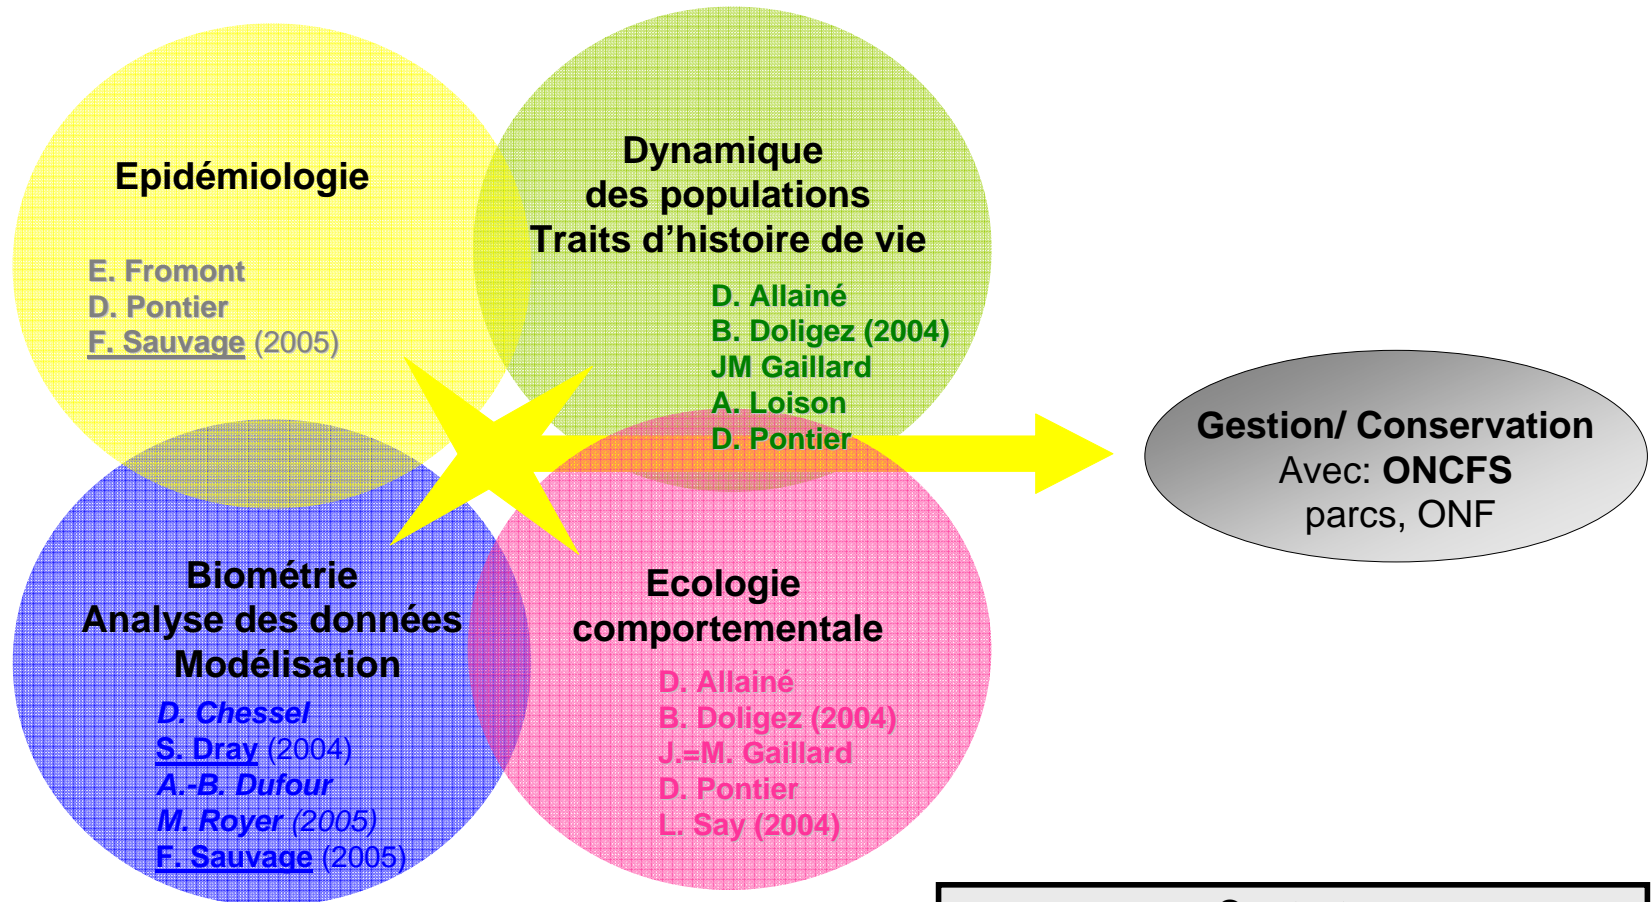 Epidémiologie
E. Fromont
D. Pontier
F. Sauvage (2005)
Dynamique
des populations
Traits d'histoire de vie
D. Allainé
B. Doligez (2004)
JM Gaillard
A. Loison
D. Pontier
Gestion/ Conservation
Avec: ONCFS
parcs, ONF
Biométrie
Analyse des données
Modélisation
D. Chessel
S. Dray (2004)
A.-B. Dufour
M. Royer (2005)
F. Sauvage (2005)
Ecologie
comportementale
D. Allainé
B. Doligez (2004)
J.=M. Gaillard
D. Pontier
L. Say (2004)